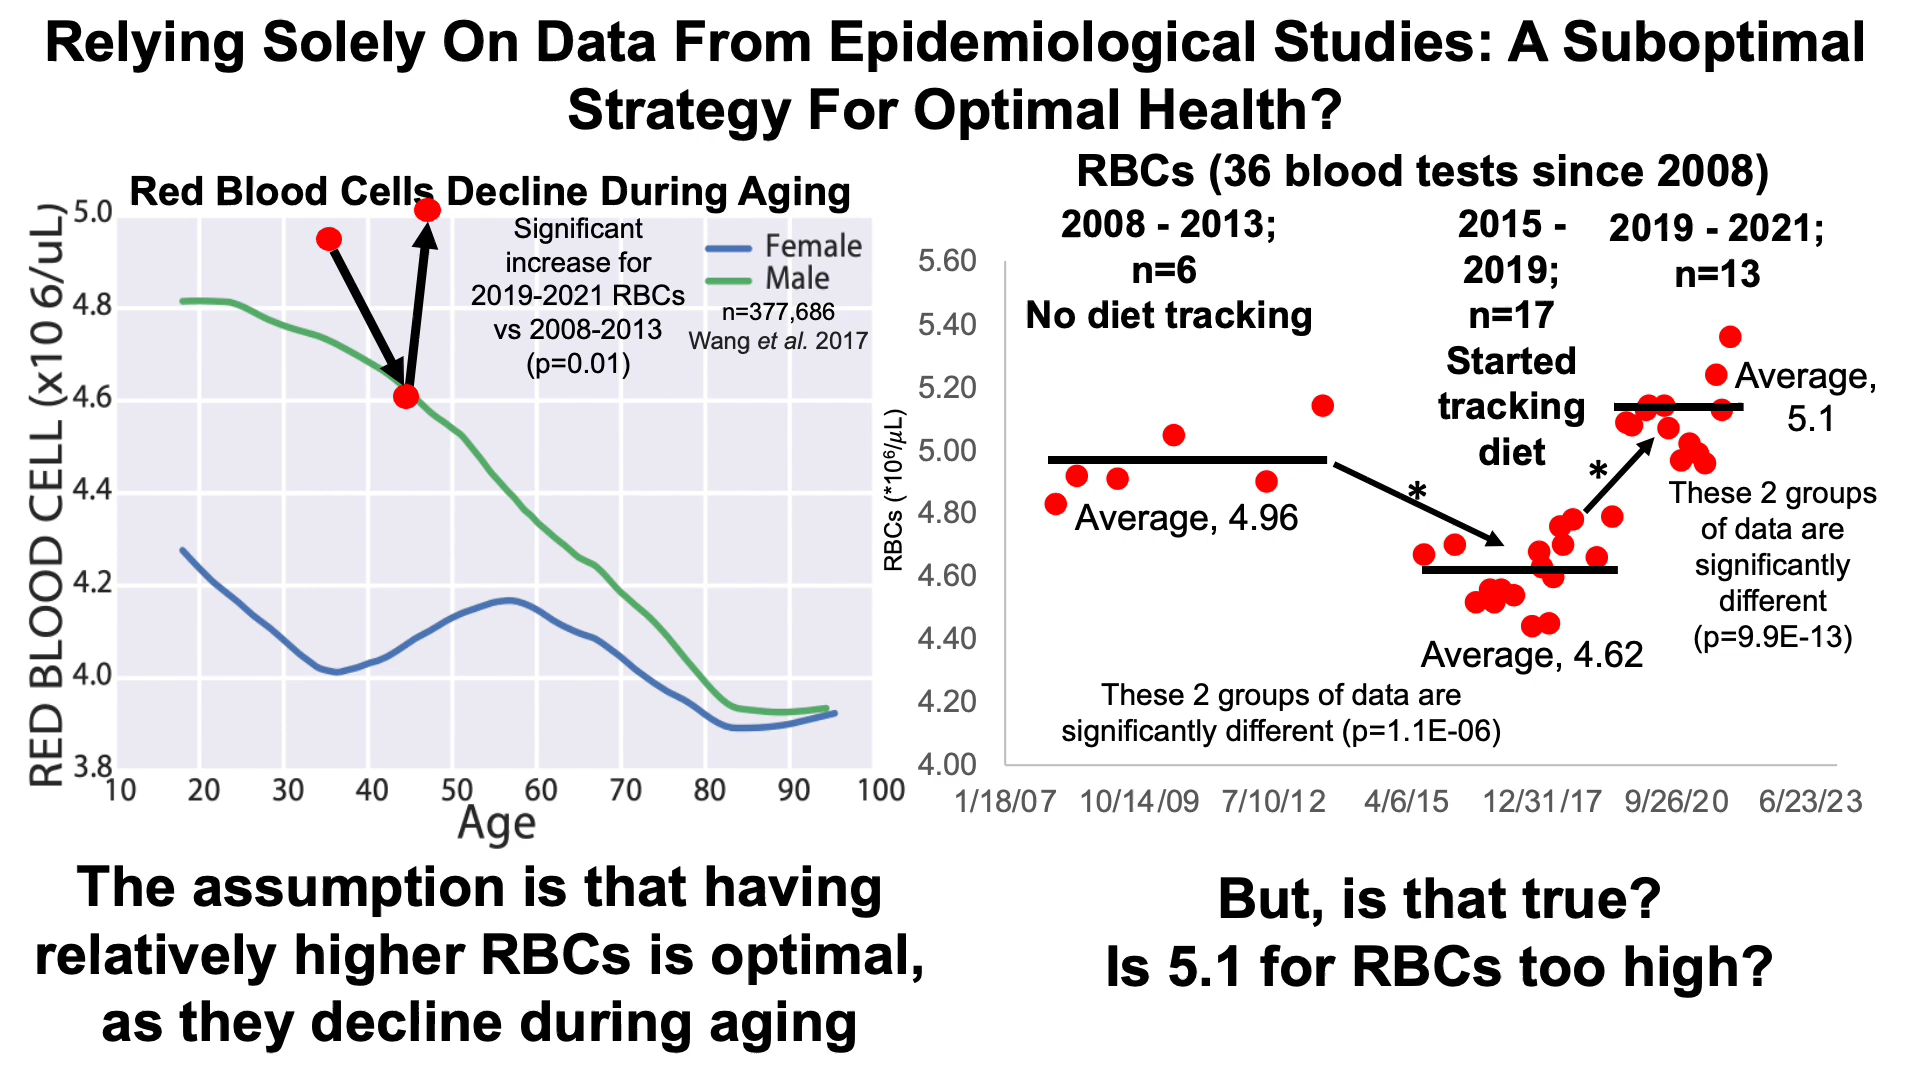 Relying Solely On Data From Epidemiological Studies: A Suboptimal
Strategy For Optimal Health?
Red Blood Cells Decline During Aging
Significant
increase for
2019-2021 RBCs
vs 2008-2013
(p=0.01)
Female
Male
n=377,686
Wang et al. 2017
RED BLOOD CELL (x10 6/uL)
5.0
4.8
4.6
4.4
4.2
4.0
3.8
10 20 30 40 50 60 70 80 90 100
Age
The assumption is that having
relatively higher RBCs is optimal,
as they decline during aging
RBCs (36 blood tests since 2008)
2008 - 2013;
n=6
No diet tracking
2015 -
2019;
n=17
Started
tracking
diet
2019 - 2021;
n=13
RBCs (*10⁶/µL)
5.60
5.40
5.20
5.00
4.80
4.60
4.40
4.20
4.00
Average, 4.96
*
Average, 4.62
*
Average,
5.1
These 2 groups
of data are
significantly
different
(p=9.9E-13)
These 2 groups of data are
significantly different (p=1.1E-06)
1/18/07 10/14/09 7/10/12 4/6/15 12/31/17 9/26/20 6/23/23
But, is that true?
Is 5.1 for RBCs too high?